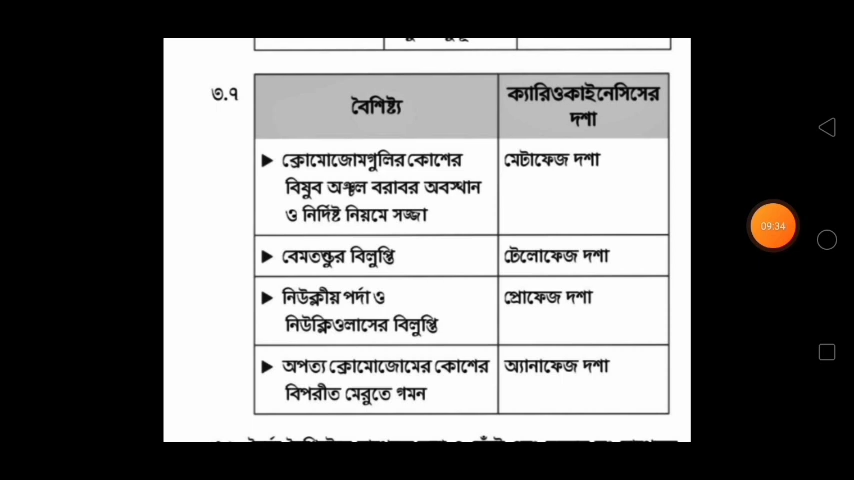 ৩.৭
বৈশিষ্ট্য
ক্যারিওকাইনেসিসের
দশা
▶ ক্রোমোজোমগুলির কোশের
বিষুব অঞ্চল বরাবর অবস্থান
ও নির্দিষ্ট নিয়মে সজ্জা
মেটাফেজ দশা
▶ বেমতন্তুর বিলুপ্তি
টেলোফেজ দশা
▶ নিউক্লীয় পর্দা ও
নিউক্লিওলাসের বিলুপ্তি
প্রোফেজ দশা
▶ অপত্য ক্রোমোজোমের কোশের
বিপরীত মেরুতে গমন
অ্যানাফেজ দশা
09:34